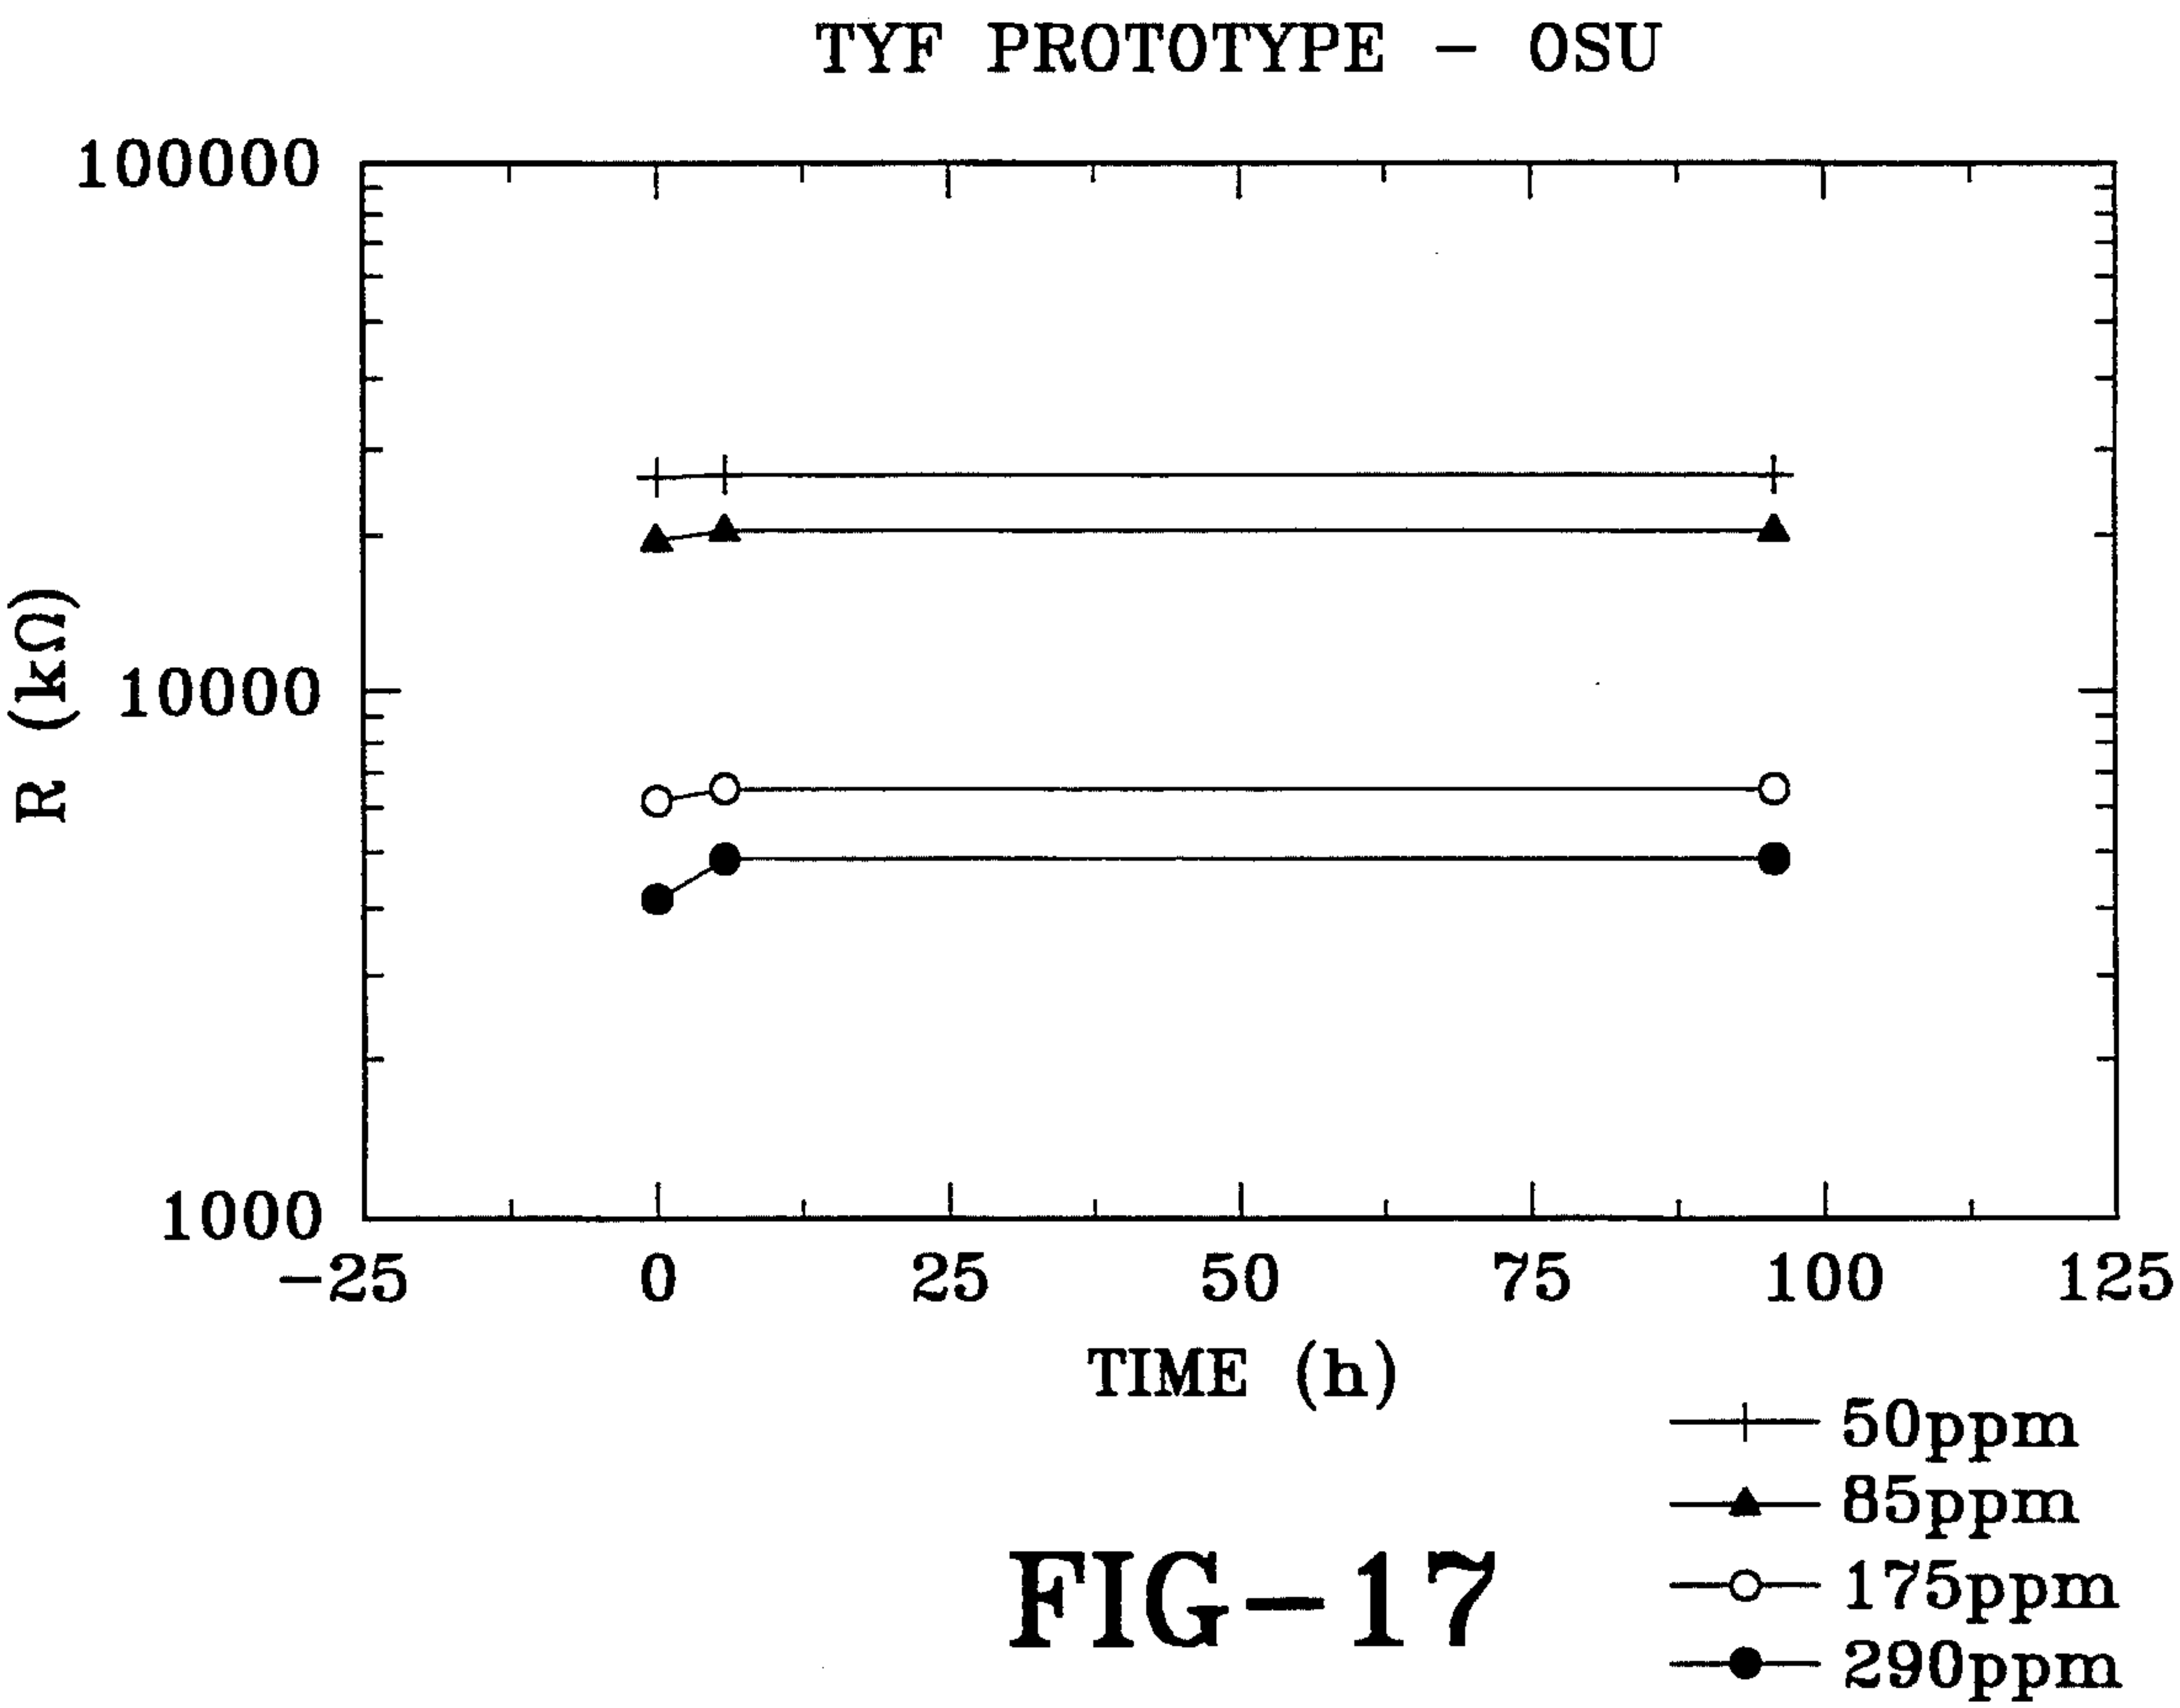 TYF PROTOTYPE - OSU
100000
10000
1000
R (kΩ)
-25 0 25 50 75 100 125
TIME (h)
50ppm
85ppm
175ppm
290ppm
FIG-17